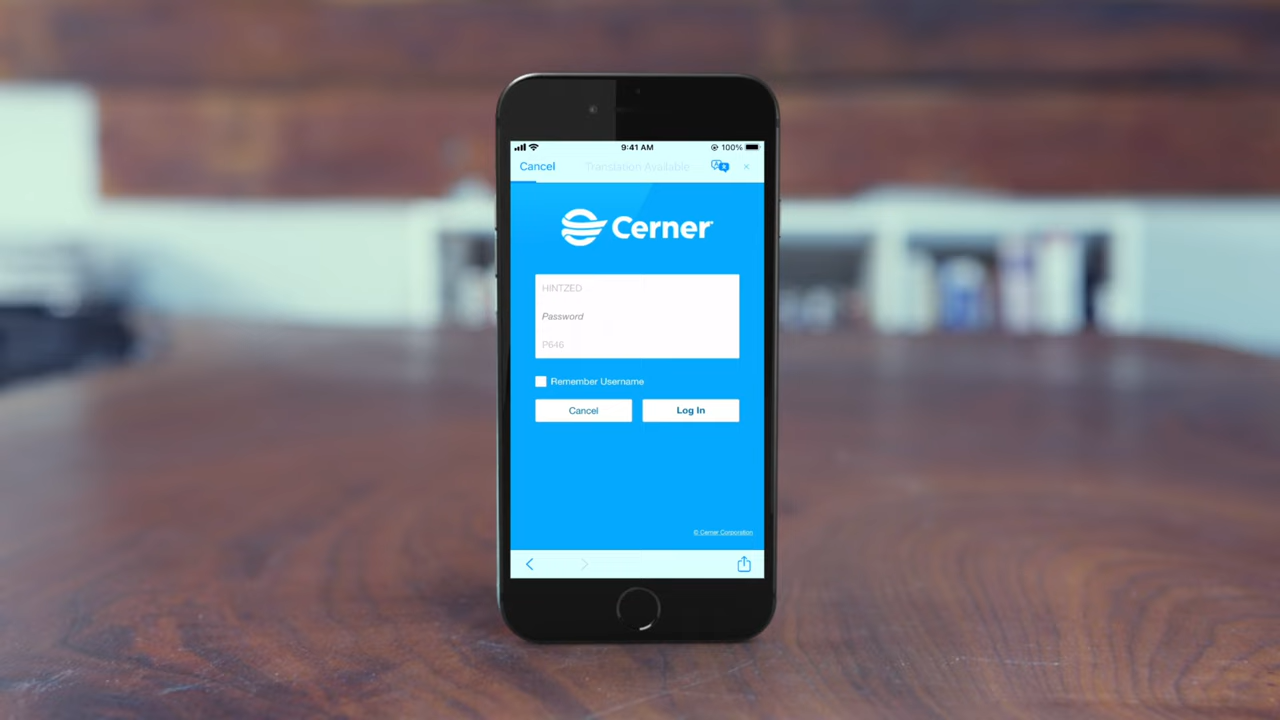 9:41 AM 100%
Cancel Translation Available
Cerner
HINTZED
Password
P646
Remember Username
Cancel Log In
© Cerner Corporation